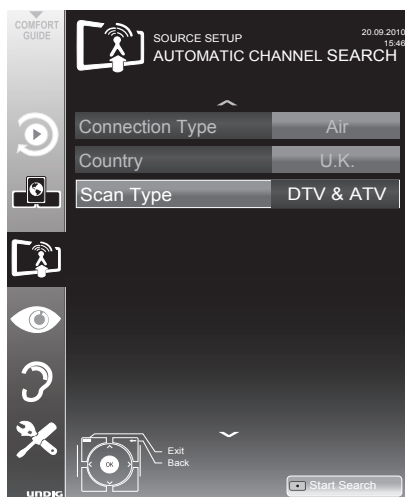 COMFORT
GUIDE
SOURCE SETUP
20.09.2010
15:46
AUTOMATIC CHANNEL SEARCH
Connection Type Air
Country U.K.
Scan Type DTV & ATV
OK
Exit
Back
Start Search